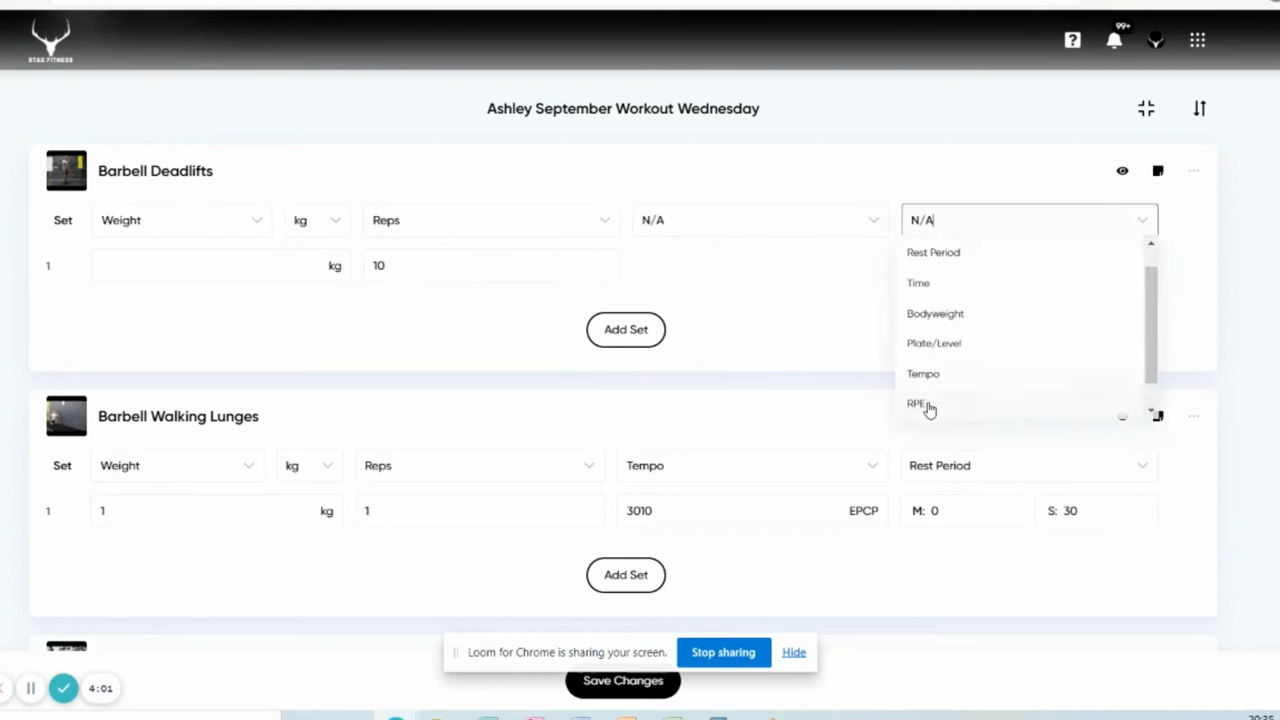 99+
STAG FITNESS
Ashley September Workout Wednesday
Barbell Deadlifts
Set Weight kg Reps N/A N/A
1 kg 10
Rest Period
Time
Bodyweight
Plate/Level
Tempo
RPE
Add Set
Barbell Walking Lunges
Set Weight kg Reps Tempo Rest Period
1 1 kg 1 3010 EPCP M: 0 S: 30
Add Set
Loom for Chrome is sharing your screen. Stop sharing Hide
Save Changes
4:01
20:35